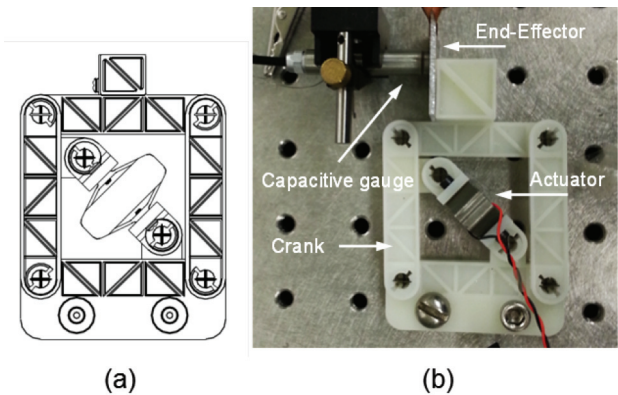 End-Effector
Capacitive gauge
Actuator
Crank
(a)
(b)